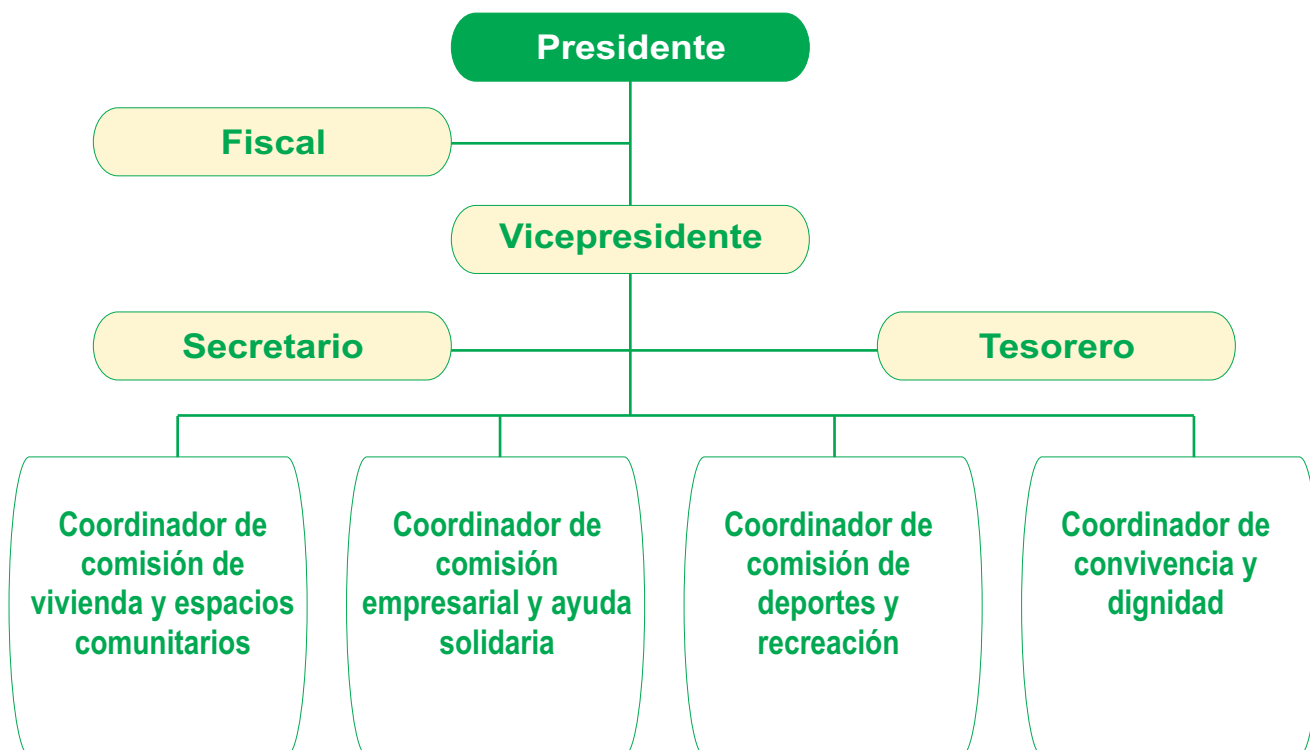 Presidente
Fiscal
Vicepresidente
Secretario
Tesorero
Coordinador de
comisión de
vivienda y espacios
comunitarios
Coordinador de
comisión
empresarial y ayuda
solidaria
Coordinador de
comisión de
deportes y
recreación
Coordinador de
convivencia y
dignidad